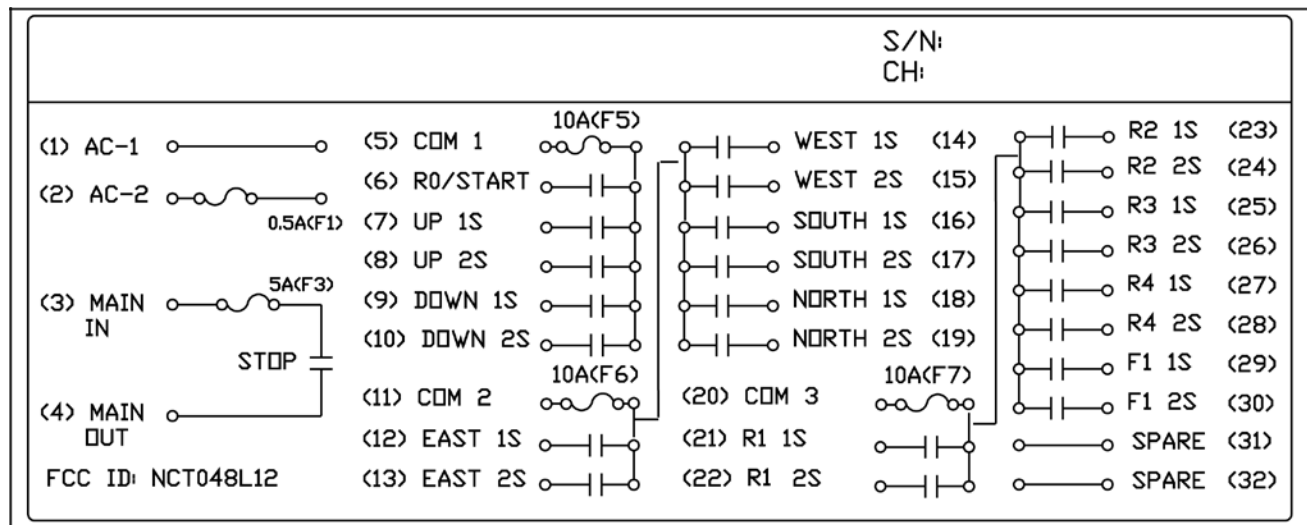 S/N:
CH:
(1) AC-1
(2) AC-2
0.5A(F1)
(3) MAIN
IN
5A(F3)
STOP
(4) MAIN
OUT
FCC ID: NCT048L12
(5) COM 1
10A(F5)
(6) R0/START
(7) UP 1S
(8) UP 2S
(9) DOWN 1S
(10) DOWN 2S
(11) COM 2
10A(F6)
(12) EAST 1S
(13) EAST 2S
WEST 1S (14)
WEST 2S (15)
SOUTH 1S (16)
SOUTH 2S (17)
NORTH 1S (18)
NORTH 2S (19)
(20) COM 3
10A(F7)
(21) R1 1S
(22) R1 2S
R2 1S (23)
R2 2S (24)
R3 1S (25)
R3 2S (26)
R4 1S (27)
R4 2S (28)
F1 1S (29)
F1 2S (30)
SPARE (31)
SPARE (32)